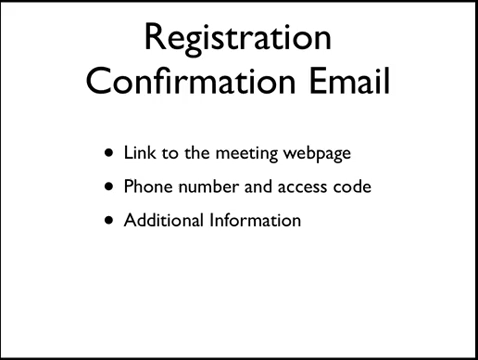 Registration
Confirmation Email
• Link to the meeting webpage
• Phone number and access code
• Additional Information